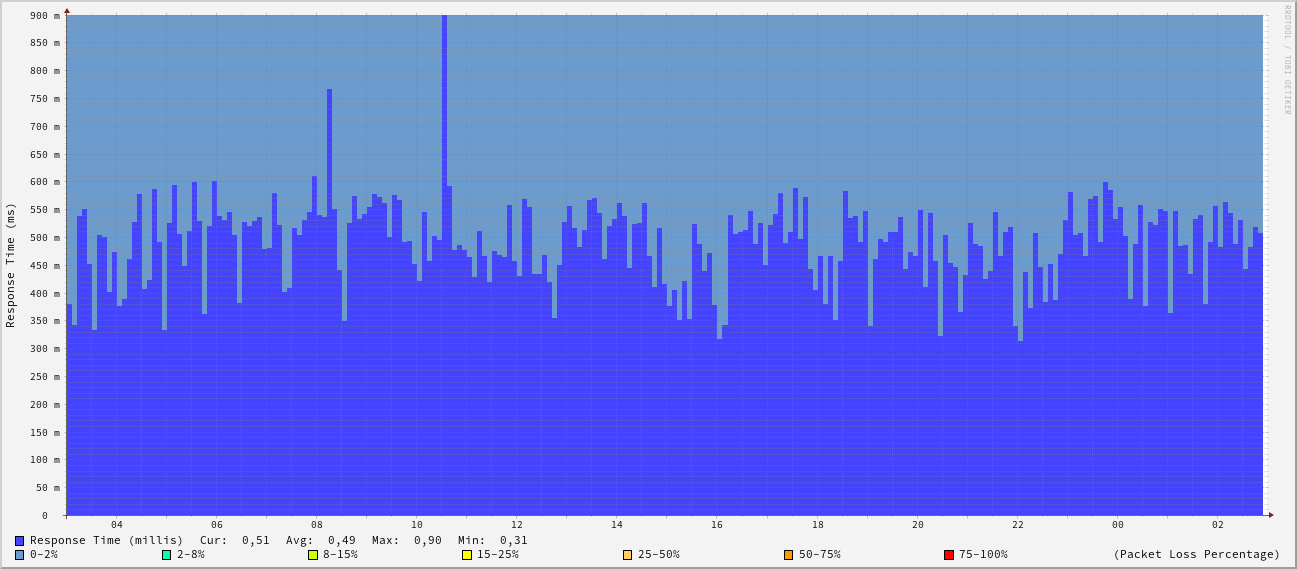 900 m
850 m
800 m
750 m
700 m
650 m
600 m
550 m
500 m
450 m
400 m
350 m
300 m
250 m
200 m
150 m
100 m
50 m
0
Response Time (ms)
04 06 08 10 12 14 16 18 20 22 00 02
RRDTOOL / TOBI OETIKER
Response Time (millis) Cur: 0,51 Avg: 0,49 Max: 0,90 Min: 0,31
0-2% 2-8% 8-15% 15-25% 25-50% 50-75% 75-100% (Packet Loss Percentage)